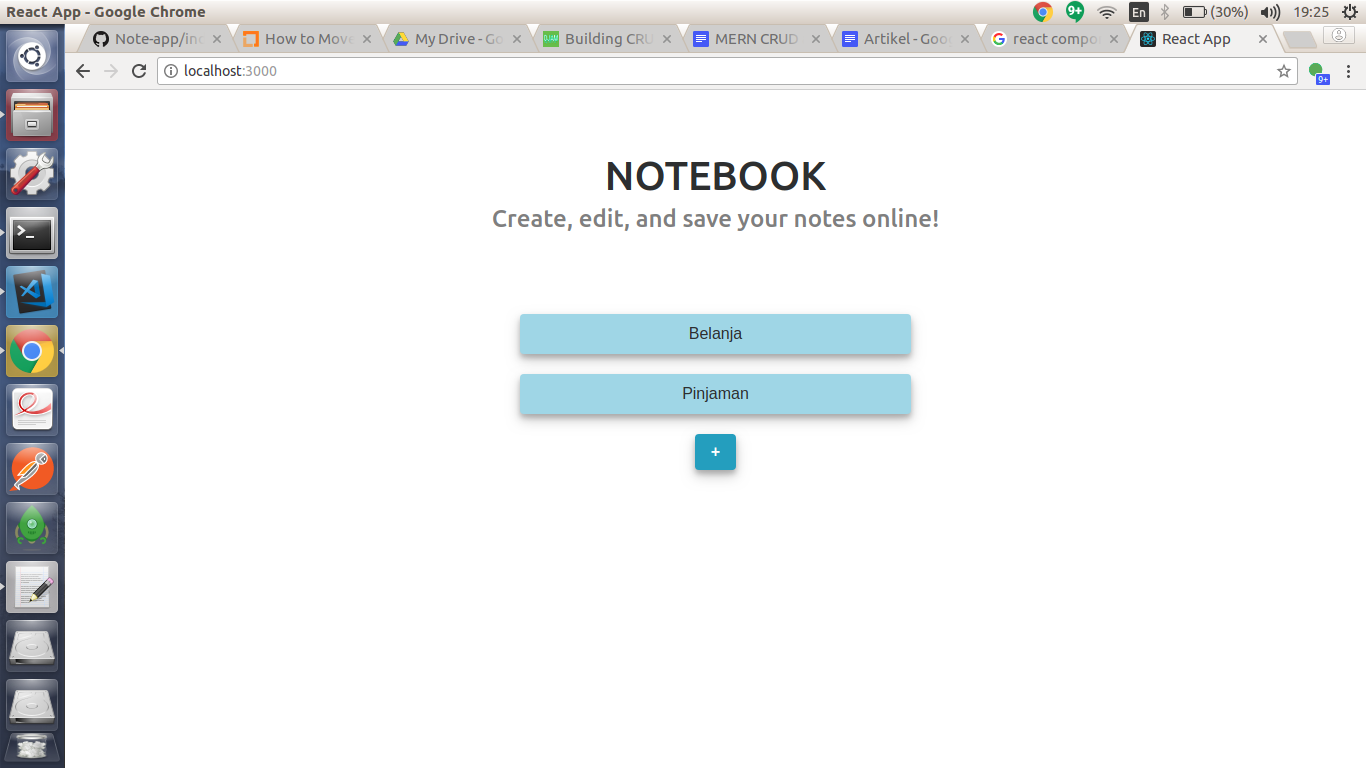 React App - Google Chrome
9+
En
(30%)
19:25
Note-app/in
How to Move
My Drive - Go
Building CRU
MERN CRUD
Artikel - Goo
react compo
React App
localhost:3000
9+
NOTEBOOK
Create, edit, and save your notes online!
Belanja
Pinjaman
+